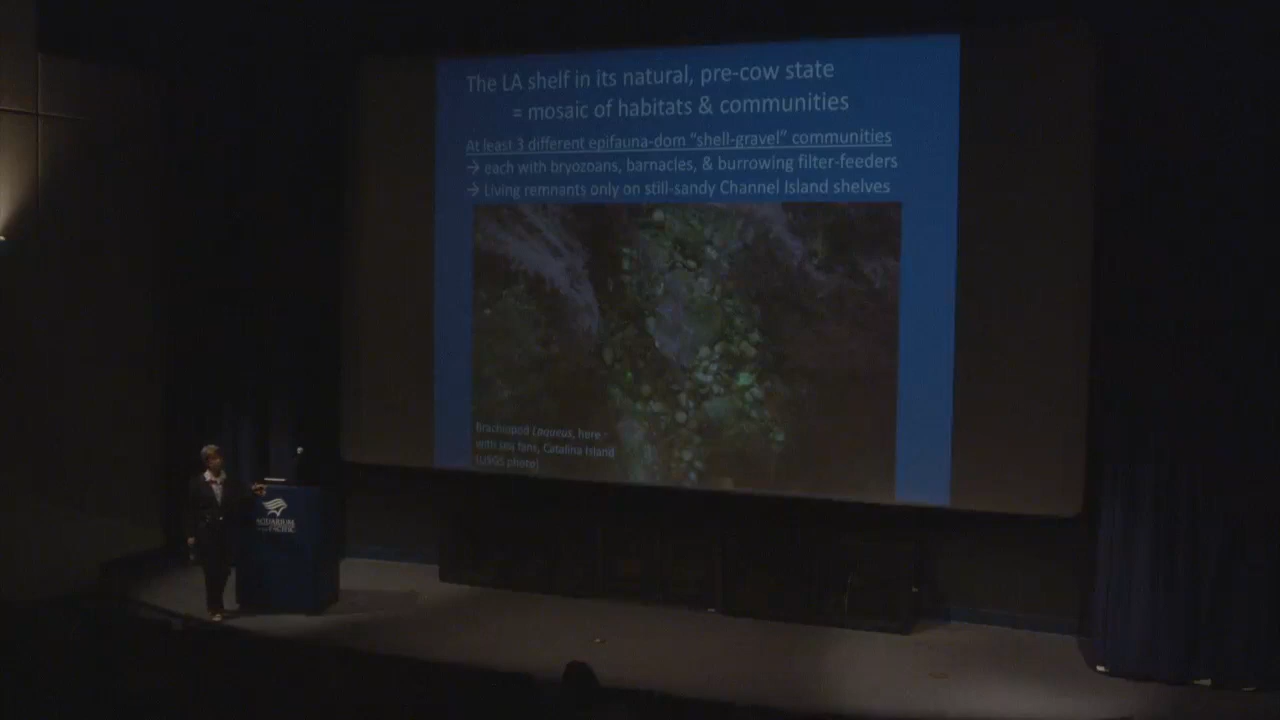 The LA shelf in its natural, pre-cow state
= mosaic of habitats & communities
At least 3 different epifauna-dom “shell-gravel” communities
→ each with bryozoans, barnacles, & burrowing filter-feeders
→ Living remnants only on still-sandy Channel Island shelves
Brachiopod Laqueus, here -
with sea fans, Catalina Island
(USGS photo)
AQUARIUM
PACIFIC